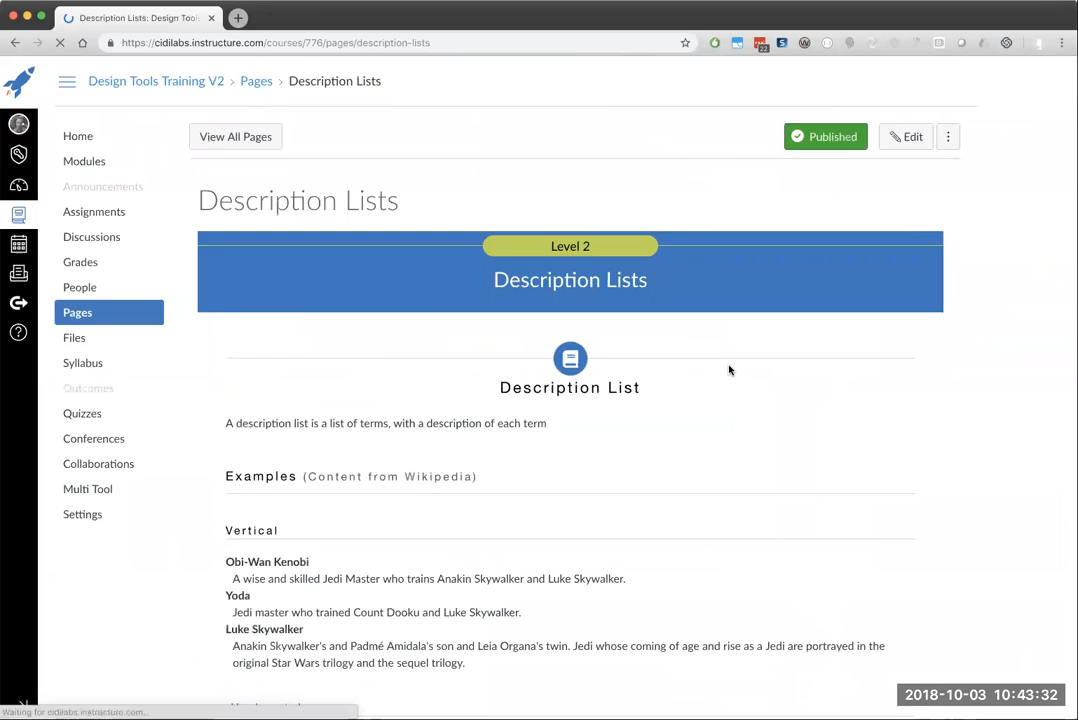 Description Lists: Design Tools
https://cidilabs.instructure.com/courses/776/pages/description-lists
22
Design Tools Training V2 > Pages > Description Lists
Home
Modules
Announcements
Assignments
Discussions
Grades
People
Pages
Files
Syllabus
Outcomes
Quizzes
Conferences
Collaborations
Multi Tool
Settings
View All Pages
Published
Edit
Description Lists
Level 2
Description Lists
Description List
A description list is a list of terms, with a description of each term
Examples (Content from Wikipedia)
Vertical
Obi-Wan Kenobi
A wise and skilled Jedi Master who trains Anakin Skywalker and Luke Skywalker.
Yoda
Jedi master who trained Count Dooku and Luke Skywalker.
Luke Skywalker
Anakin Skywalker's and Padmé Amidala's son and Leia Organa's twin. Jedi whose coming of age and rise as a Jedi are portrayed in the
original Star Wars trilogy and the sequel trilogy.
Waiting for cidilabs.instructure.com...
2018-10-03 10:43:32